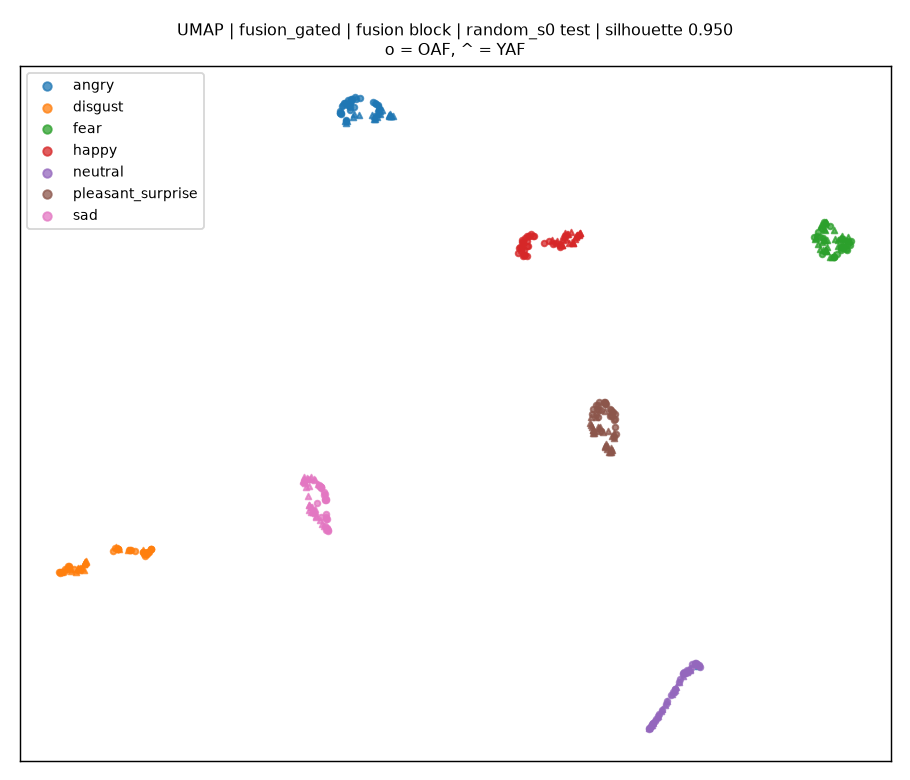 UMAP | fusion_gated | fusion block | random_s0 test | silhouette 0.950
o = OAF, ^ = YAF
angry
disgust
fear
happy
neutral
pleasant_surprise
sad